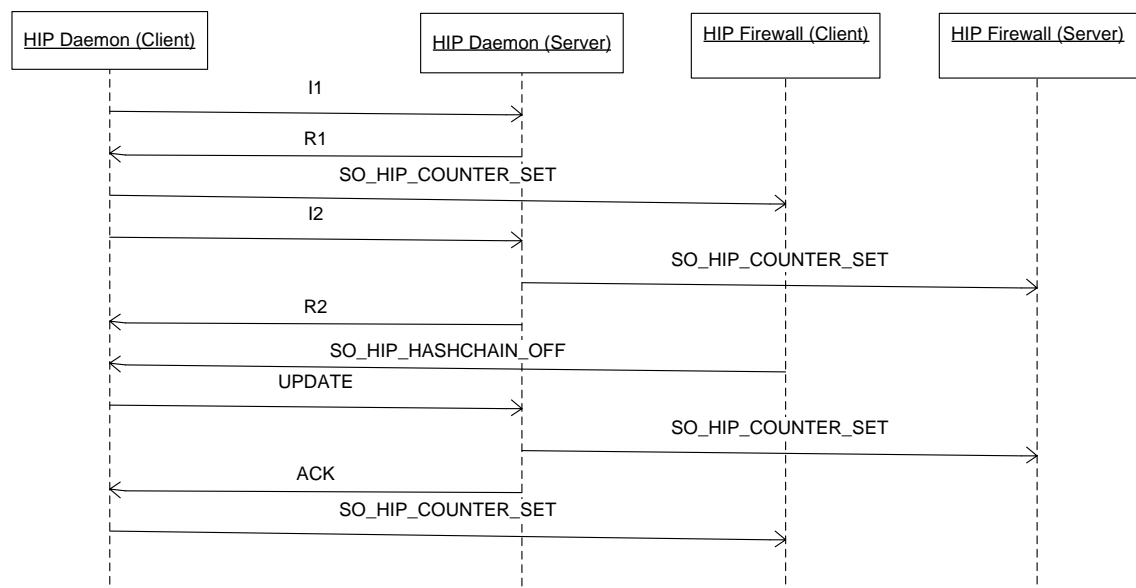 HIP Daemon (Client)
HIP Daemon (Server)
HIP Firewall (Client)
HIP Firewall (Server)
I1
R1
SO_HIP_COUNTER_SET
I2
SO_HIP_COUNTER_SET
R2
SO_HIP_HASHCHAIN_OFF
UPDATE
SO_HIP_COUNTER_SET
ACK
SO_HIP_COUNTER_SET